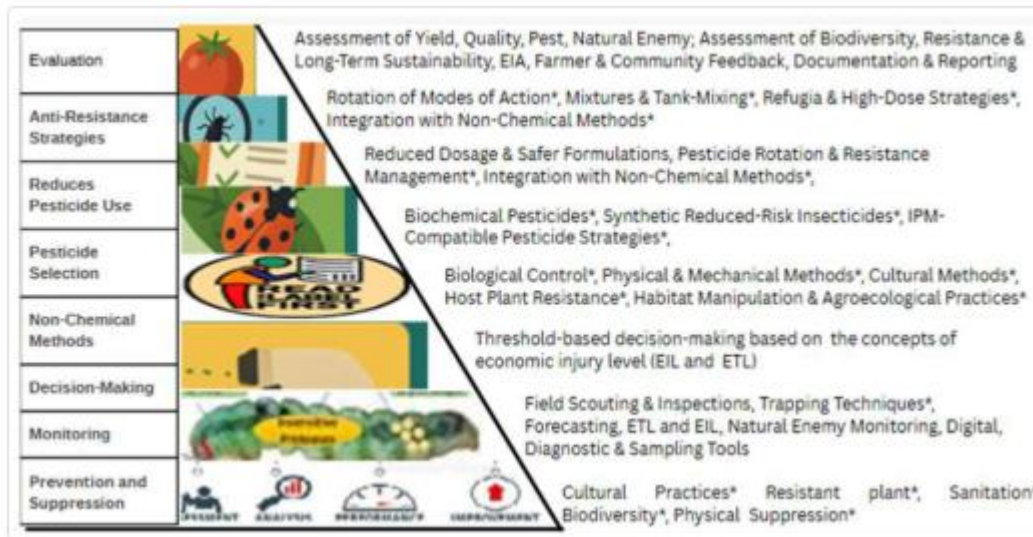 Evaluation
Assessment of Yield, Quality, Pest, Natural Enemy; Assessment of Biodiversity, Resistance &
Long-Term Sustainability, EIA, Farmer & Community Feedback, Documentation & Reporting
Anti-Resistance
Strategies
Rotation of Modes of Action*, Mixtures & Tank-Mixing*, Refugia & High-Dose Strategies*,
Integration with Non-Chemical Methods*
Reduces
Pesticide Use
Reduced Dosage & Safer Formulations, Pesticide Rotation & Resistance
Management*, Integration with Non-Chemical Methods*,
Pesticide
Selection
Biochemical Pesticides*, Synthetic Reduced-Risk Insecticides*, IPM-
Compatible Pesticide Strategies*,
READ
LABEL
FIRST
Non-Chemical
Methods
Biological Control*, Physical & Mechanical Methods*, Cultural Methods*,
Host Plant Resistance*, Habitat Manipulation & Agroecological Practices*
Decision-Making
Threshold-based decision-making based on the concepts of
economic injury level (EIL and ETL)
Monitoring
Field Scouting & Inspections, Trapping Techniques*,
Forecasting, ETL and EIL, Natural Enemy Monitoring, Digital,
Diagnostic & Sampling Tools
Prevention and
Suppression
ANALYSIS
PERFORMANCE
IMPROVEMENT
Cultural Practices* Resistant plant*, Sanitation
Biodiversity*, Physical Suppression*